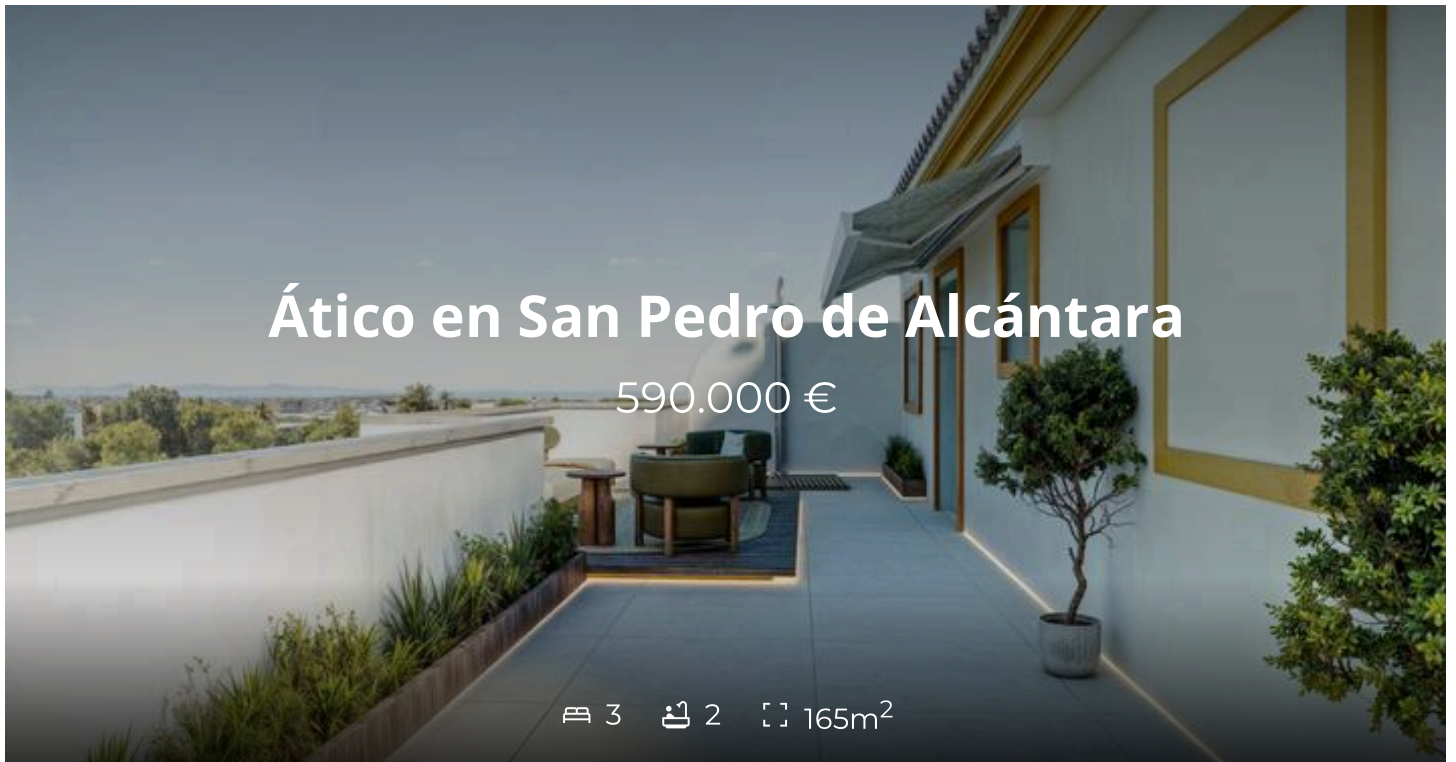 Ático en San Pedro de Alcántara
590.000 €
3 2 165m²